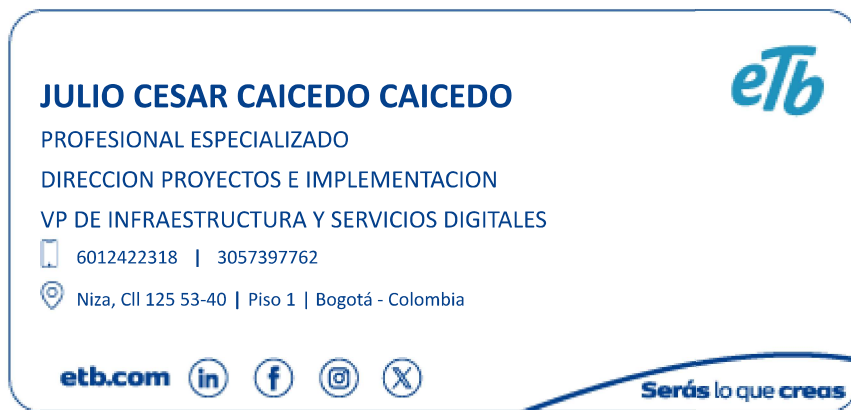 eTb
JULIO CESAR CAICEDO CAICEDO
PROFESIONAL ESPECIALIZADO
DIRECCION PROYECTOS E IMPLEMENTACION
VP DE INFRAESTRUCTURA Y SERVICIOS DIGITALES
6012422318 | 3057397762
Niza, Cll 125 53-40 | Piso 1 | Bogotá - Colombia
etb.com in f X
Serás lo que creas